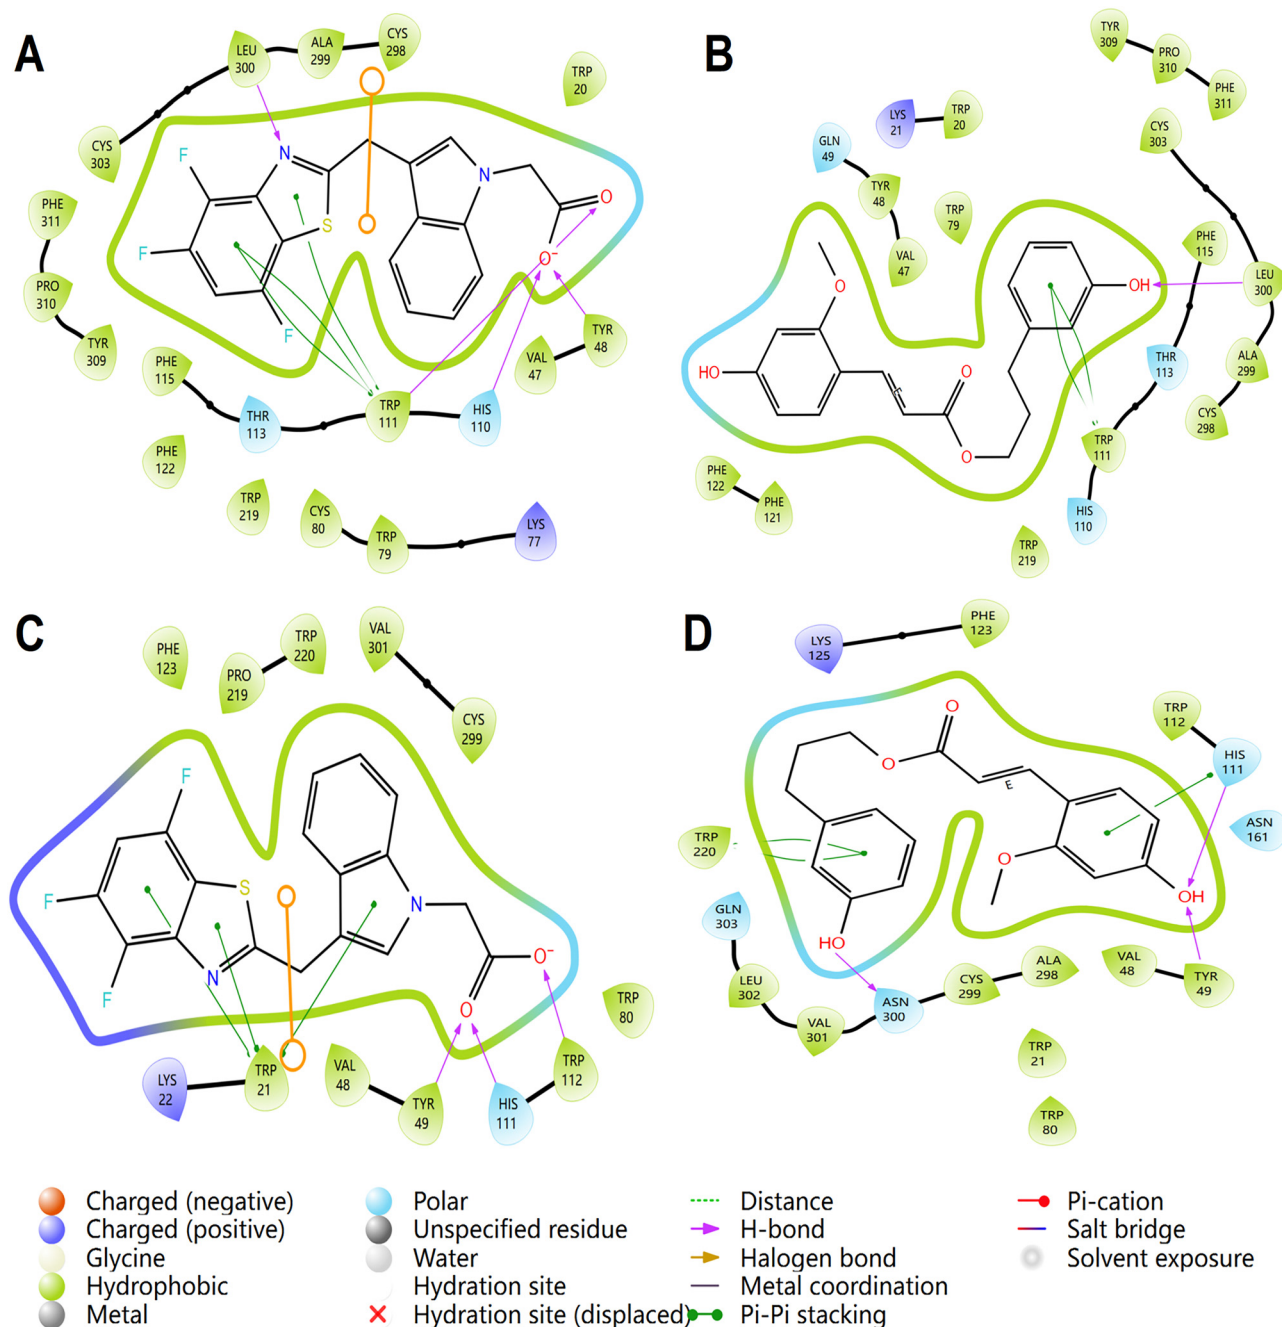 A
LEU
300
ALA
299
CYS
298
TRP
20
CYS
303
PHE
311
PRO
310
TYR
309
PHE
115
THR
113
TRP
111
HIS
110
VAL
47
TYR
48
PHE
122
TRP
219
CYS
80
TRP
79
LYS
77
F
F
F
N
S
N
O
O⁻
B
TYR
309
PRO
310
PHE
311
LYS
21
TRP
20
GLN
49
TYR
48
VAL
47
TRP
79
CYS
303
PHE
115
LEU
300
THR
113
ALA
299
CYS
298
TRP
111
HIS
110
TRP
219
PHE
122
PHE
121
O
HO
E
O
O
OH
C
PHE
123
PRO
219
TRP
220
VAL
301
CYS
299
TRP
80
LYS
22
TRP
21
VAL
48
TYR
49
HIS
111
TRP
112
F
F
F
S
N
N
O⁻
O
D
LYS
125
PHE
123
TRP
112
HIS
111
ASN
161
TRP
220
GLN
303
LEU
302
VAL
301
ASN
300
CYS
299
ALA
298
VAL
48
TYR
49
TRP
21
TRP
80
O
O
E
O
OH
HO
Charged (negative)
Charged (positive)
Glycine
Hydrophobic
Metal
Polar
Unspecified residue
Water
Hydration site
Hydration site (displaced)
Distance
H-bond
Halogen bond
Metal coordination
Pi-Pi stacking
Pi-cation
Salt bridge
Solvent exposure